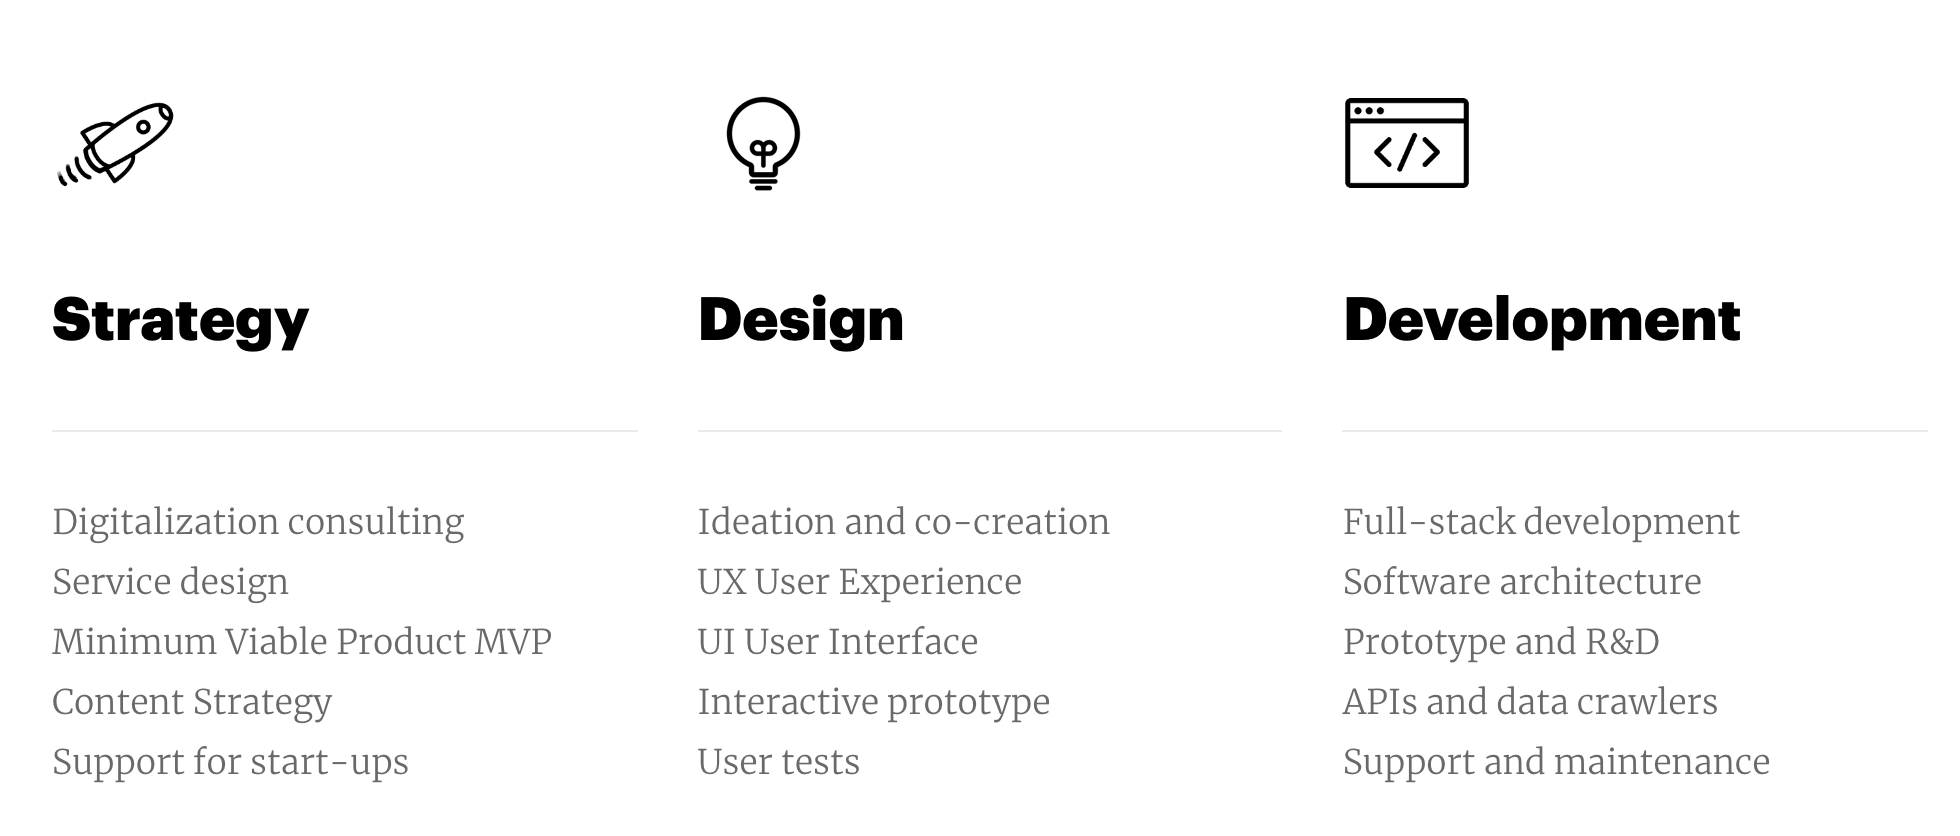 Strategy
Digitalization consulting
Service design
Minimum Viable Product MVP
Content Strategy
Support for start-ups
Design
Ideation and co-creation
UX User Experience
UI User Interface
Interactive prototype
User tests
</>
Development
Full-stack development
Software architecture
Prototype and R&D
APIs and data crawlers
Support and maintenance